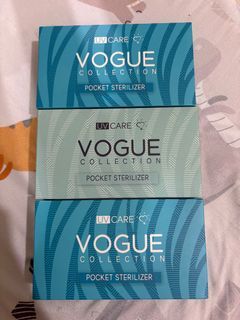 UV CARE
VOGUE
COLLECTION
POCKET STERILIZER
UV CARE
VOGUE
COLLECTION
POCKET STERILIZER
UV CARE
VOGUE
COLLECTION
POCKET STERILIZER